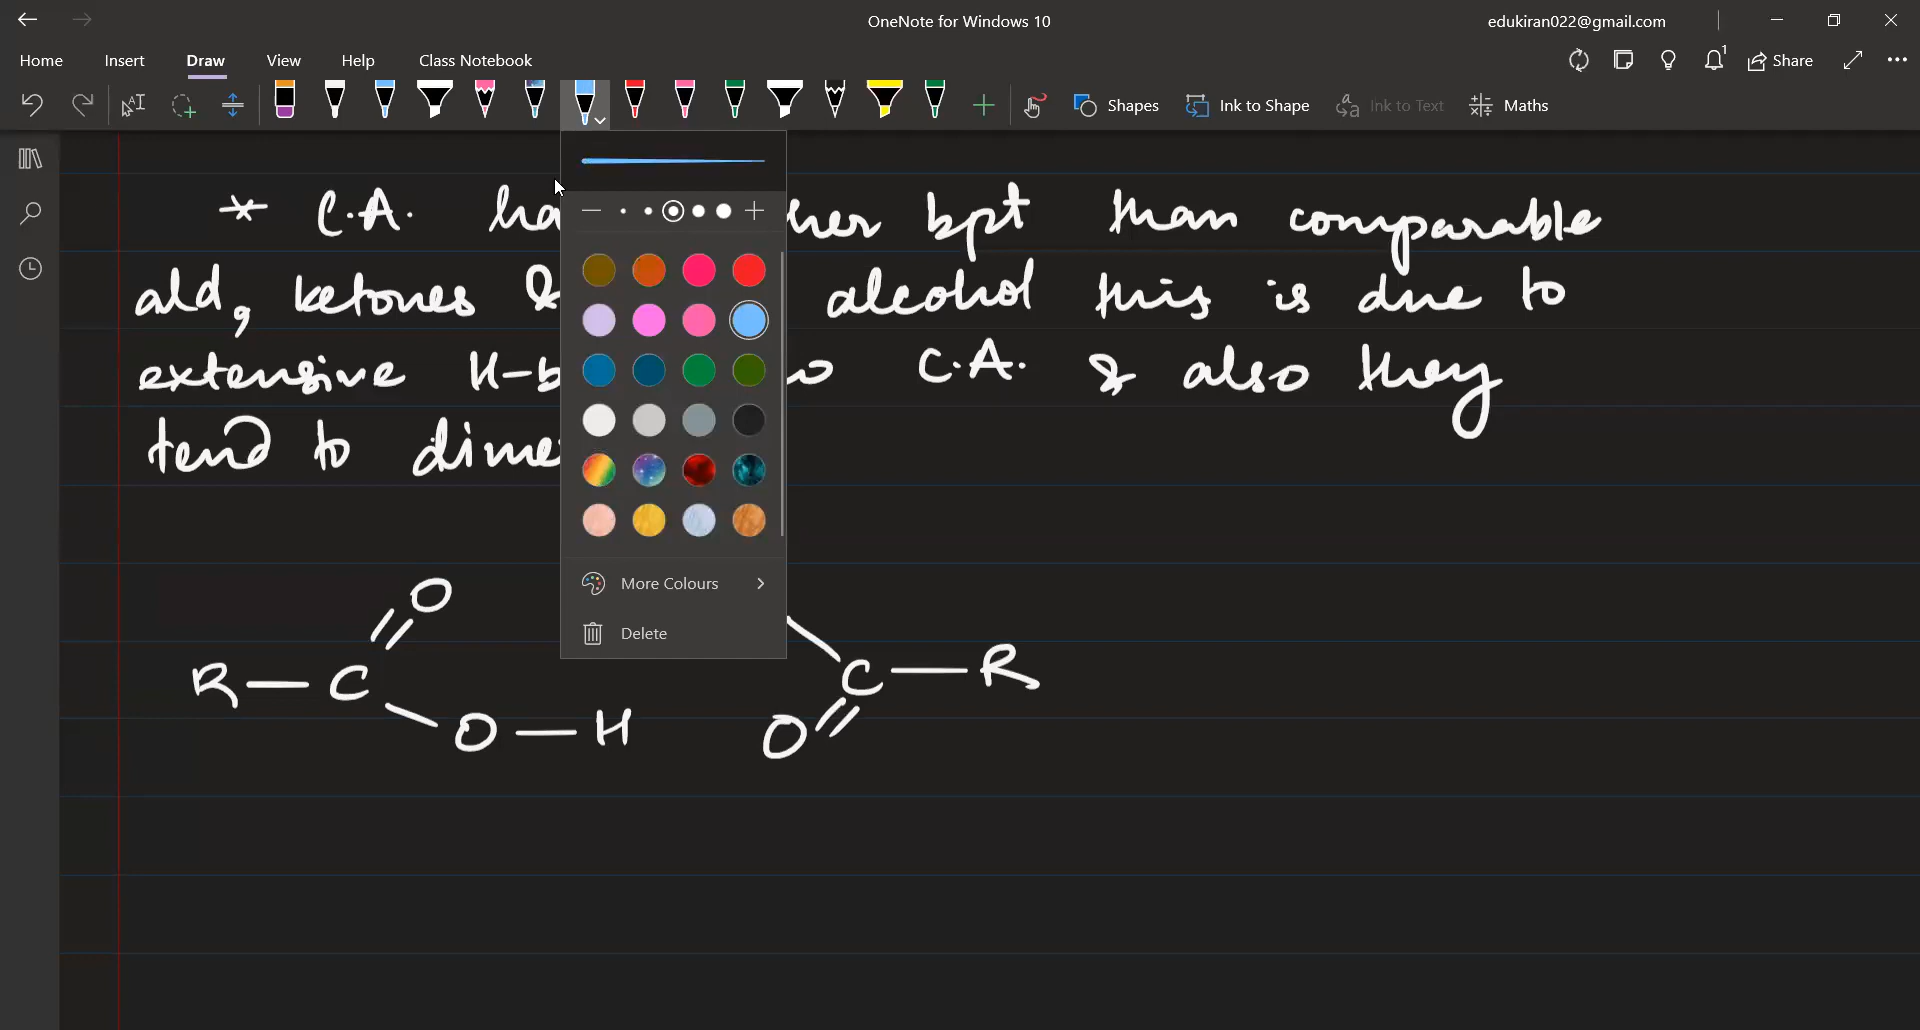 OneNote for Windows 10
edukiran022@gmail.com
Home Insert Draw View Help Class Notebook
1 Share
Shapes Ink to Shape Ink to Text Maths
* C.A. ha her bpt than comparable
ald, ketones & alcohol this is due to
extensive H-b C.A. & also they
tend to dime
More Colours
Delete
O
R — C C — R
O — H O